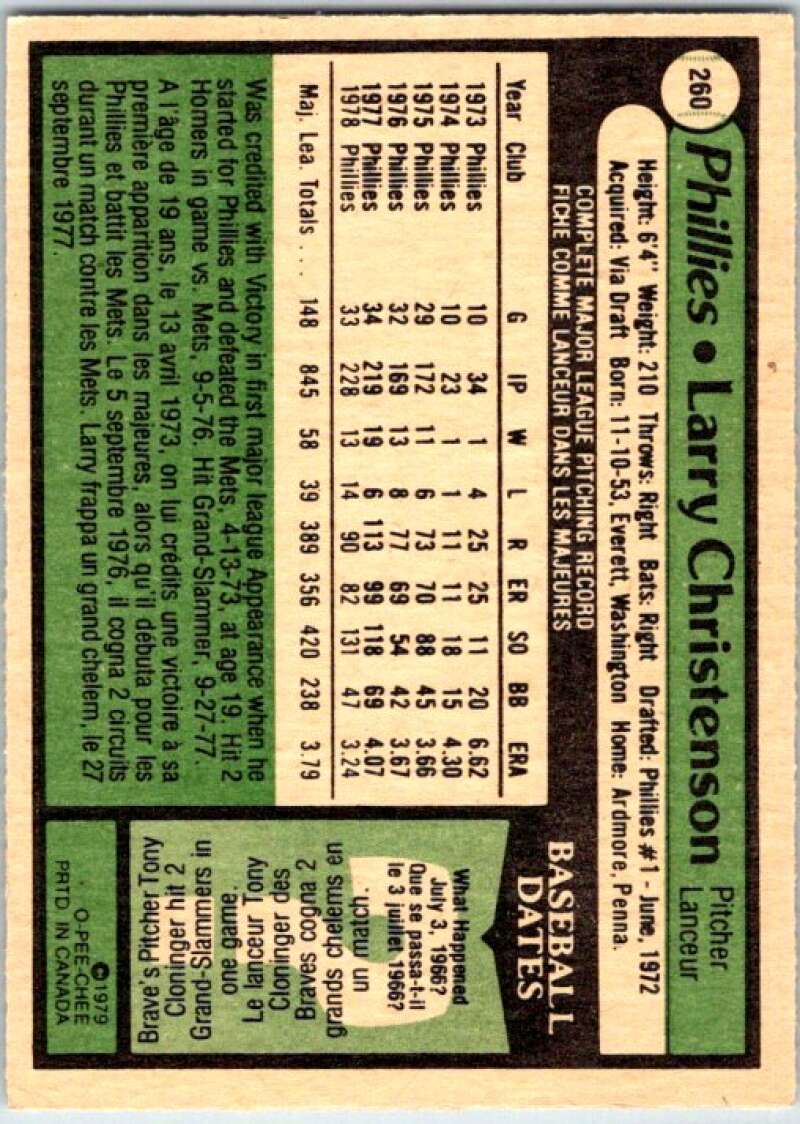 260
Phillies • Larry Christenson Pitcher
Lanceur
Height: 6'4" Weight: 210 Throws: Right Bats: Right Drafted: Phillies #1 - June, 1972
Acquired: Via Draft Born: 11-10-53, Everett, Washington Home: Ardmore, Penna.
COMPLETE MAJOR LEAGUE PITCHING RECORD
FICHE COMME LANCEUR DANS LES MAJEURES
Year Club G IP W L R ER SO BB ERA
1973 Phillies 10 34 1 4 25 25 11 20 6.62
1974 Phillies 10 23 1 1 11 11 18 15 4.30
1975 Phillies 29 172 11 6 73 70 88 45 3.66
1976 Phillies 32 169 13 8 77 69 54 42 3.67
1977 Phillies 34 219 19 6 113 99 118 69 4.07
1978 Phillies 33 228 13 14 90 82 131 47 3.24
Maj. Lea. Totals .... 148 845 58 39 389 356 420 238 3.79
Was credited with Victory in first major league Appearance when he
started for Phillies and defeated the Mets, 4-13-73, at age 19. Hit 2
Homers in game vs. Mets, 9-5-76. Hit Grand-Slammer, 9-27-77.
A l'âge de 19 ans, le 13 avril 1973, on lui crédits une victoire à sa
première apparition dans les majeures, alors qu'il débuta pour les
Phillies et battit les Mets. Le 5 septembre 1976, il cogna 2 circuits
durant un match contre les Mets. Larry frappa un grand chelem, le 27
septembre 1977.
BASEBALL
DATES
What Happened
July 3, 1966?
Que se passa-t-il
le 3 juillet 1966?
un match.
grands chelems en
Braves cogna 2
Cloninger des
Le lanceur Tony
one game.
Grand-Slammers in
Cloninger hit 2
Brave's Pitcher Tony
©1979
O-PEE-CHEE
PRTD. IN CANADA